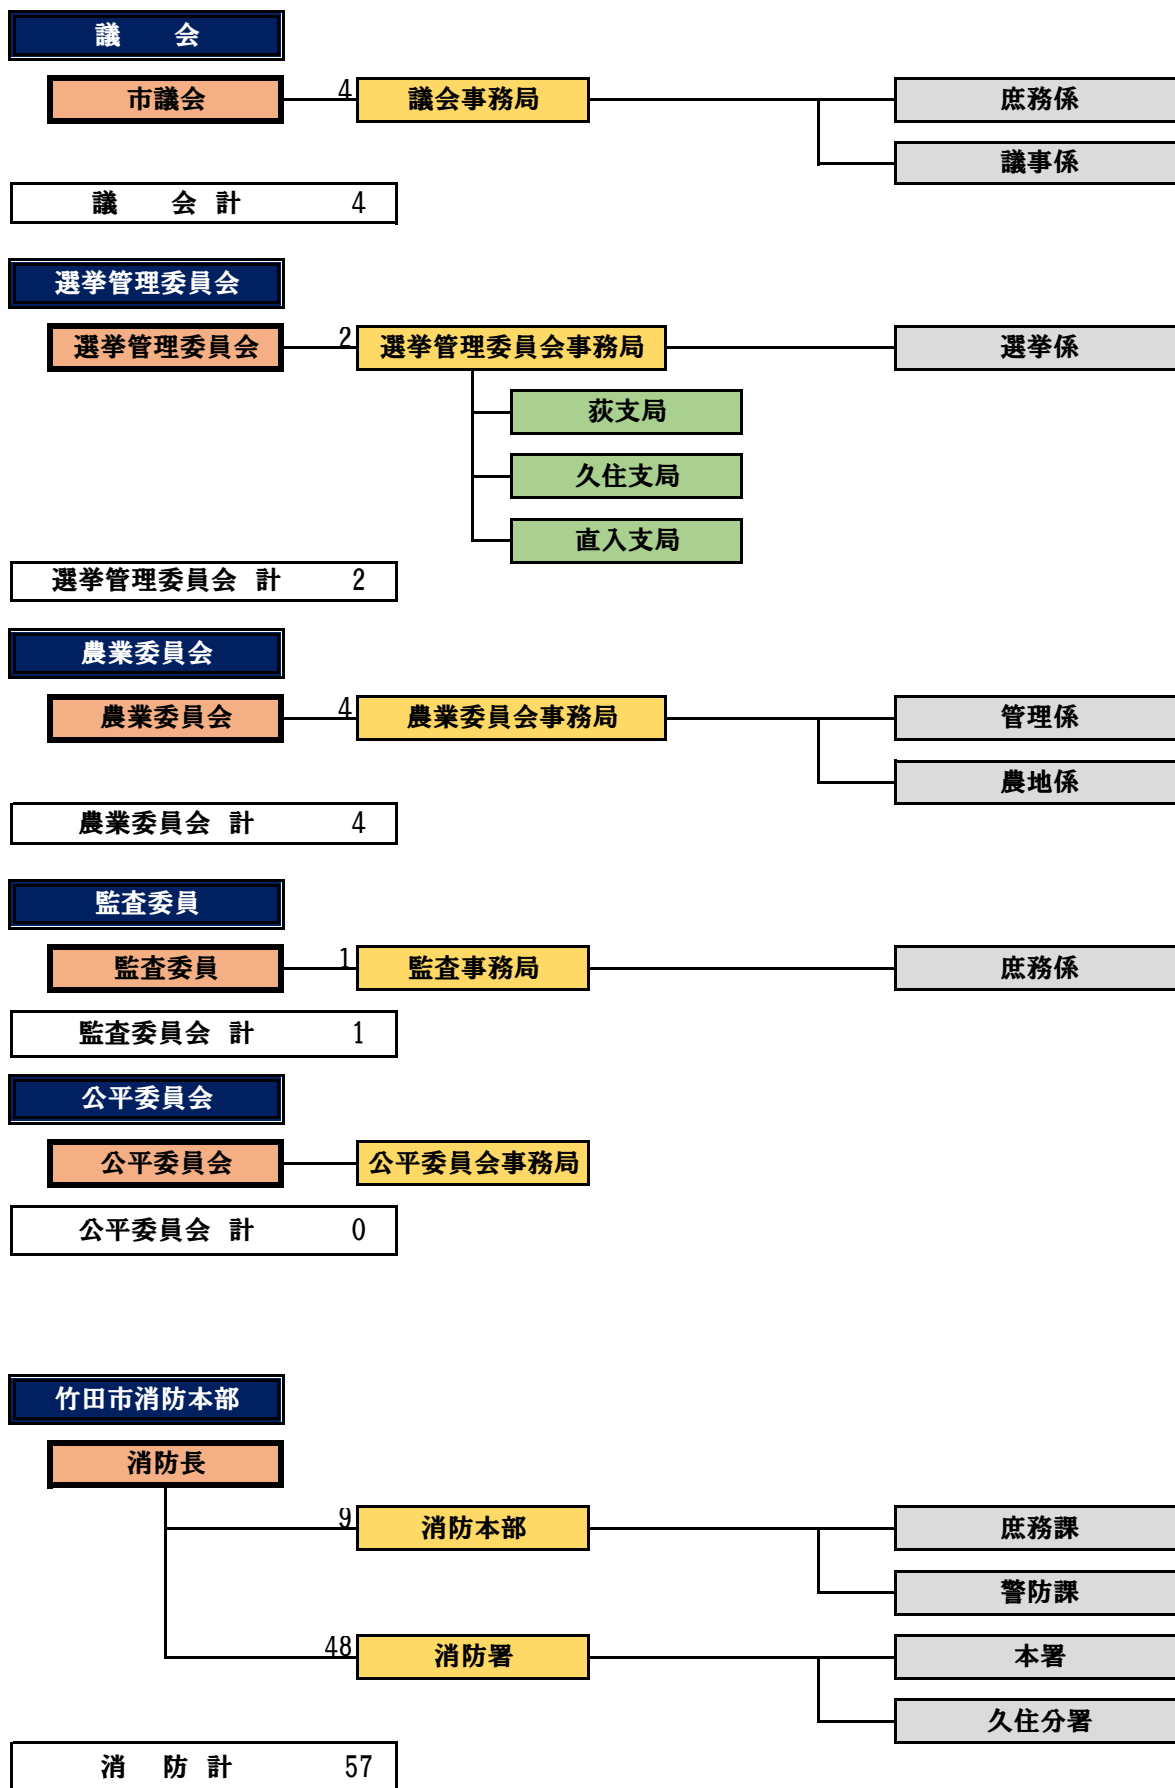 議　　会
市議会 4 議会事務局 庶務係
議事係
議　　会 計 4
選挙管理委員会
選挙管理委員会 2 選挙管理委員会事務局 選挙係
荻支局
久住支局
直入支局
選挙管理委員会 計 2
農業委員会
農業委員会 4 農業委員会事務局 管理係
農地係
農業委員会 計 4
監査委員
監査委員 1 監査事務局 庶務係
監査委員会 計 1
公平委員会
公平委員会 公平委員会事務局
公平委員会 計 0
竹田市消防本部
消防長
9 消防本部 庶務課
警防課
48 消防署 本署
久住分署
消　防 計 57